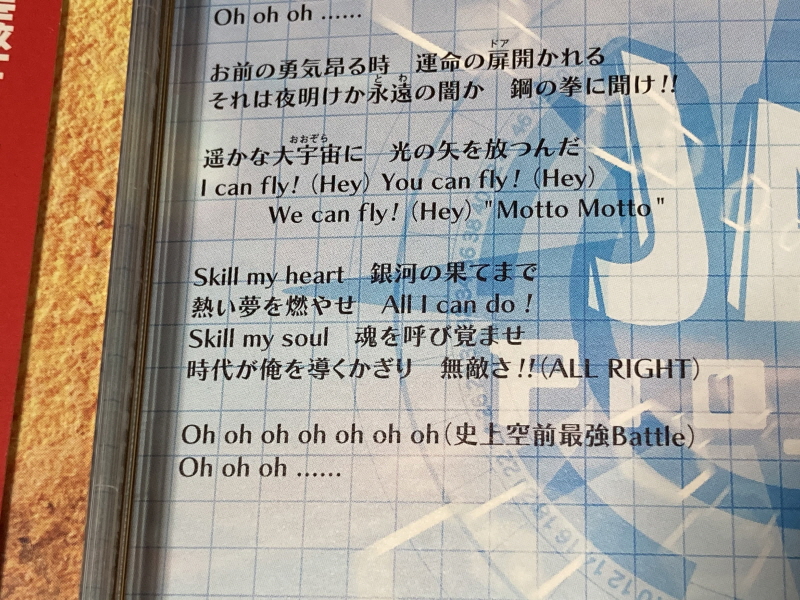 Oh oh oh ……
お前の勇気昂る時　運命の扉開かれる
それは夜明けか永遠の闇か　鋼の拳に聞け!!
遥かな大宇宙に　光の矢を放つんだ
I can fly! (Hey) You can fly! (Hey)
We can fly! (Hey) "Motto Motto"
Skill my heart　銀河の果てまで
熱い夢を燃やせ　All I can do!
Skill my soul　魂を呼び覚ませ
時代が俺を導くかぎり　無敵さ!!(ALL RIGHT)
Oh oh oh oh oh oh oh(史上空前最強Battle)
Oh oh oh ……